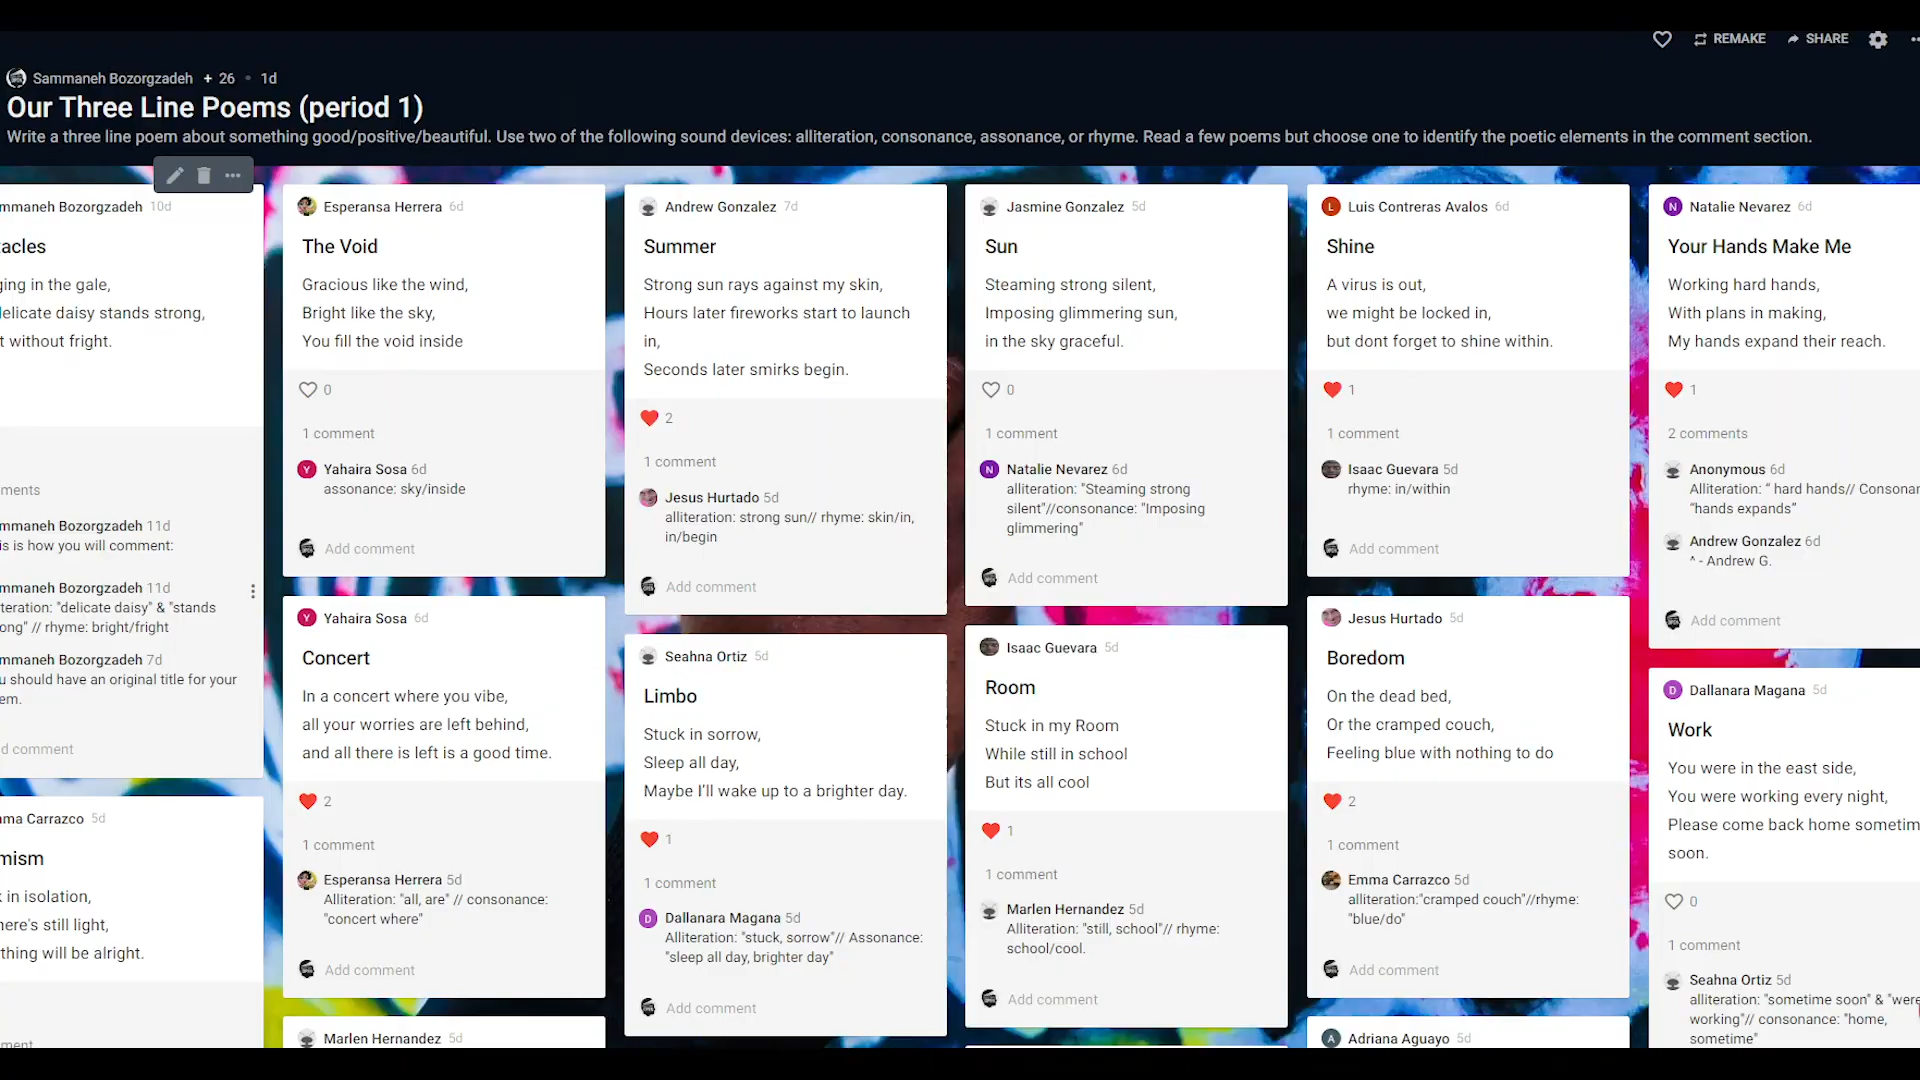 REMAKE
SHARE
Sammaneh Bozorgzadeh + 26 • 1d
Our Three Line Poems (period 1)
Write a three line poem about something good/positive/beautiful. Use two of the following sound devices: alliteration, consonance, assonance, or rhyme. Read a few poems but choose one to identify the poetic elements in the comment section.
mmaneh Bozorgzadeh 10d
acles
ging in the gale,
delicate daisy stands strong,
t without fright.
ments
mmaneh Bozorgzadeh 11d
is is how you will comment:
mmaneh Bozorgzadeh 11d
iteration: "delicate daisy" & "stands
ong" // rhyme: bright/fright
mmaneh Bozorgzadeh 7d
u should have an original title for your
em.
d comment
ma Carrazco 5d
mism
k in isolation,
here's still light,
thing will be alright.
ment
Esperansa Herrera 6d
The Void
Gracious like the wind,
Bright like the sky,
You fill the void inside
0
1 comment
Yahaira Sosa 6d
assonance: sky/inside
Add comment
Yahaira Sosa 6d
Concert
In a concert where you vibe,
all your worries are left behind,
and all there is left is a good time.
2
1 comment
Esperansa Herrera 5d
Alliteration: "all, are" // consonance:
"concert where"
Add comment
Marlen Hernandez 5d
Andrew Gonzalez 7d
Summer
Strong sun rays against my skin,
Hours later fireworks start to launch
in,
Seconds later smirks begin.
2
1 comment
Jesus Hurtado 5d
alliteration: strong sun// rhyme: skin/in,
in/begin
Add comment
Seahna Ortiz 5d
Limbo
Stuck in sorrow,
Sleep all day,
Maybe I'll wake up to a brighter day.
1
1 comment
D
Dallanara Magana 5d
Alliteration: "stuck, sorrow"// Assonance:
"sleep all day, brighter day"
Add comment
Jasmine Gonzalez 5d
Sun
Steaming strong silent,
Imposing glimmering sun,
in the sky graceful.
0
1 comment
N
Natalie Nevarez 6d
alliteration: "Steaming strong
silent"//consonance: "Imposing
glimmering"
Add comment
Isaac Guevara 5d
Room
Stuck in my Room
While still in school
But its all cool
1
1 comment
Marlen Hernandez 5d
Alliteration: "still, school"// rhyme:
school/cool.
Add comment
L
Luis Contreras Avalos 6d
Shine
A virus is out,
we might be locked in,
but dont forget to shine within.
1
1 comment
Isaac Guevara 5d
rhyme: in/within
Add comment
Jesus Hurtado 5d
Boredom
On the dead bed,
Or the cramped couch,
Feeling blue with nothing to do
2
1 comment
Emma Carrazco 5d
alliteration:"cramped couch"//rhyme:
"blue/do"
Add comment
A
Adriana Aguayo 5d
N
Natalie Nevarez 6d
Your Hands Make Me
Working hard hands,
With plans in making,
My hands expand their reach.
1
2 comments
Anonymous 6d
Alliteration: “ hard hands// Consonan
“hands expands”
Andrew Gonzalez 6d
^ - Andrew G.
Add comment
D
Dallanara Magana 5d
Work
You were in the east side,
You were working every night,
Please come back home sometim
soon.
0
1 comment
Seahna Ortiz 5d
alliteration: "sometime soon" & "were
working"// consonance: "home,
sometime"